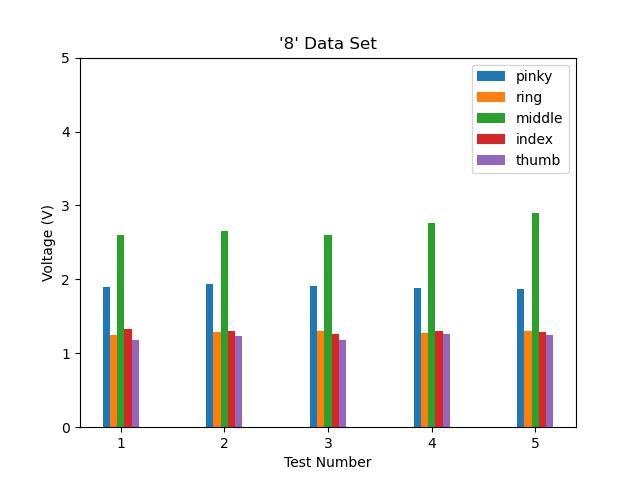 '8' Data Set
5
4
3
2
1
0
Voltage (V)
pinky
ring
middle
index
thumb
1 2 3 4 5
Test Number